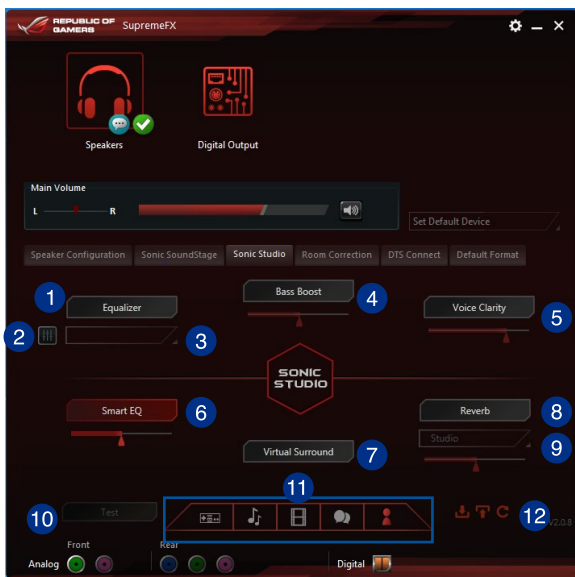 REPUBLIC OF
GAMERS
SupremeFX
Speakers
Digital Output
Main Volume
L R
Set Default Device
Speaker Configuration Sonic SoundStage Sonic Studio Room Correction DTS Connect Default Format
1 Equalizer
Bass Boost
4
Voice Clarity
5
2
3
SONIC
STUDIO
Smart EQ
6
Reverb
8
Virtual Surround
7
Studio
9
11
10 Test
12
V2.0.8
Front Rear
Analog Digital